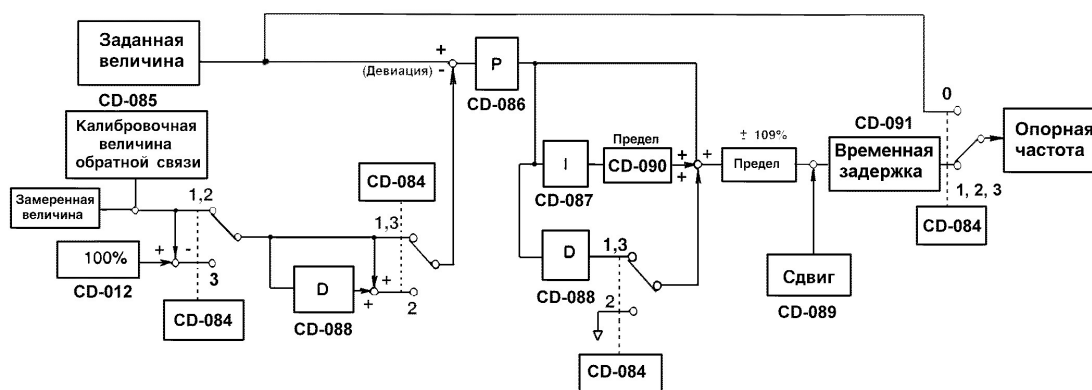 Заданная
величина
CD-085
Калибровочная
величина
обратной связи
Замеренная
величина
100%
CD-012
+
-
1,2
3
CD-084
D
CD-088
+
+
CD-084
1,3
2
+
-
(Девиация)
P
CD-086
I
CD-087
Предел
CD-090
D
CD-088
1,3
2
CD-084
+
+
+
± 109%
Предел
Сдвиг
CD-089
CD-091
Временная
задержка
0
1, 2, 3
CD-084
Опорная
частота